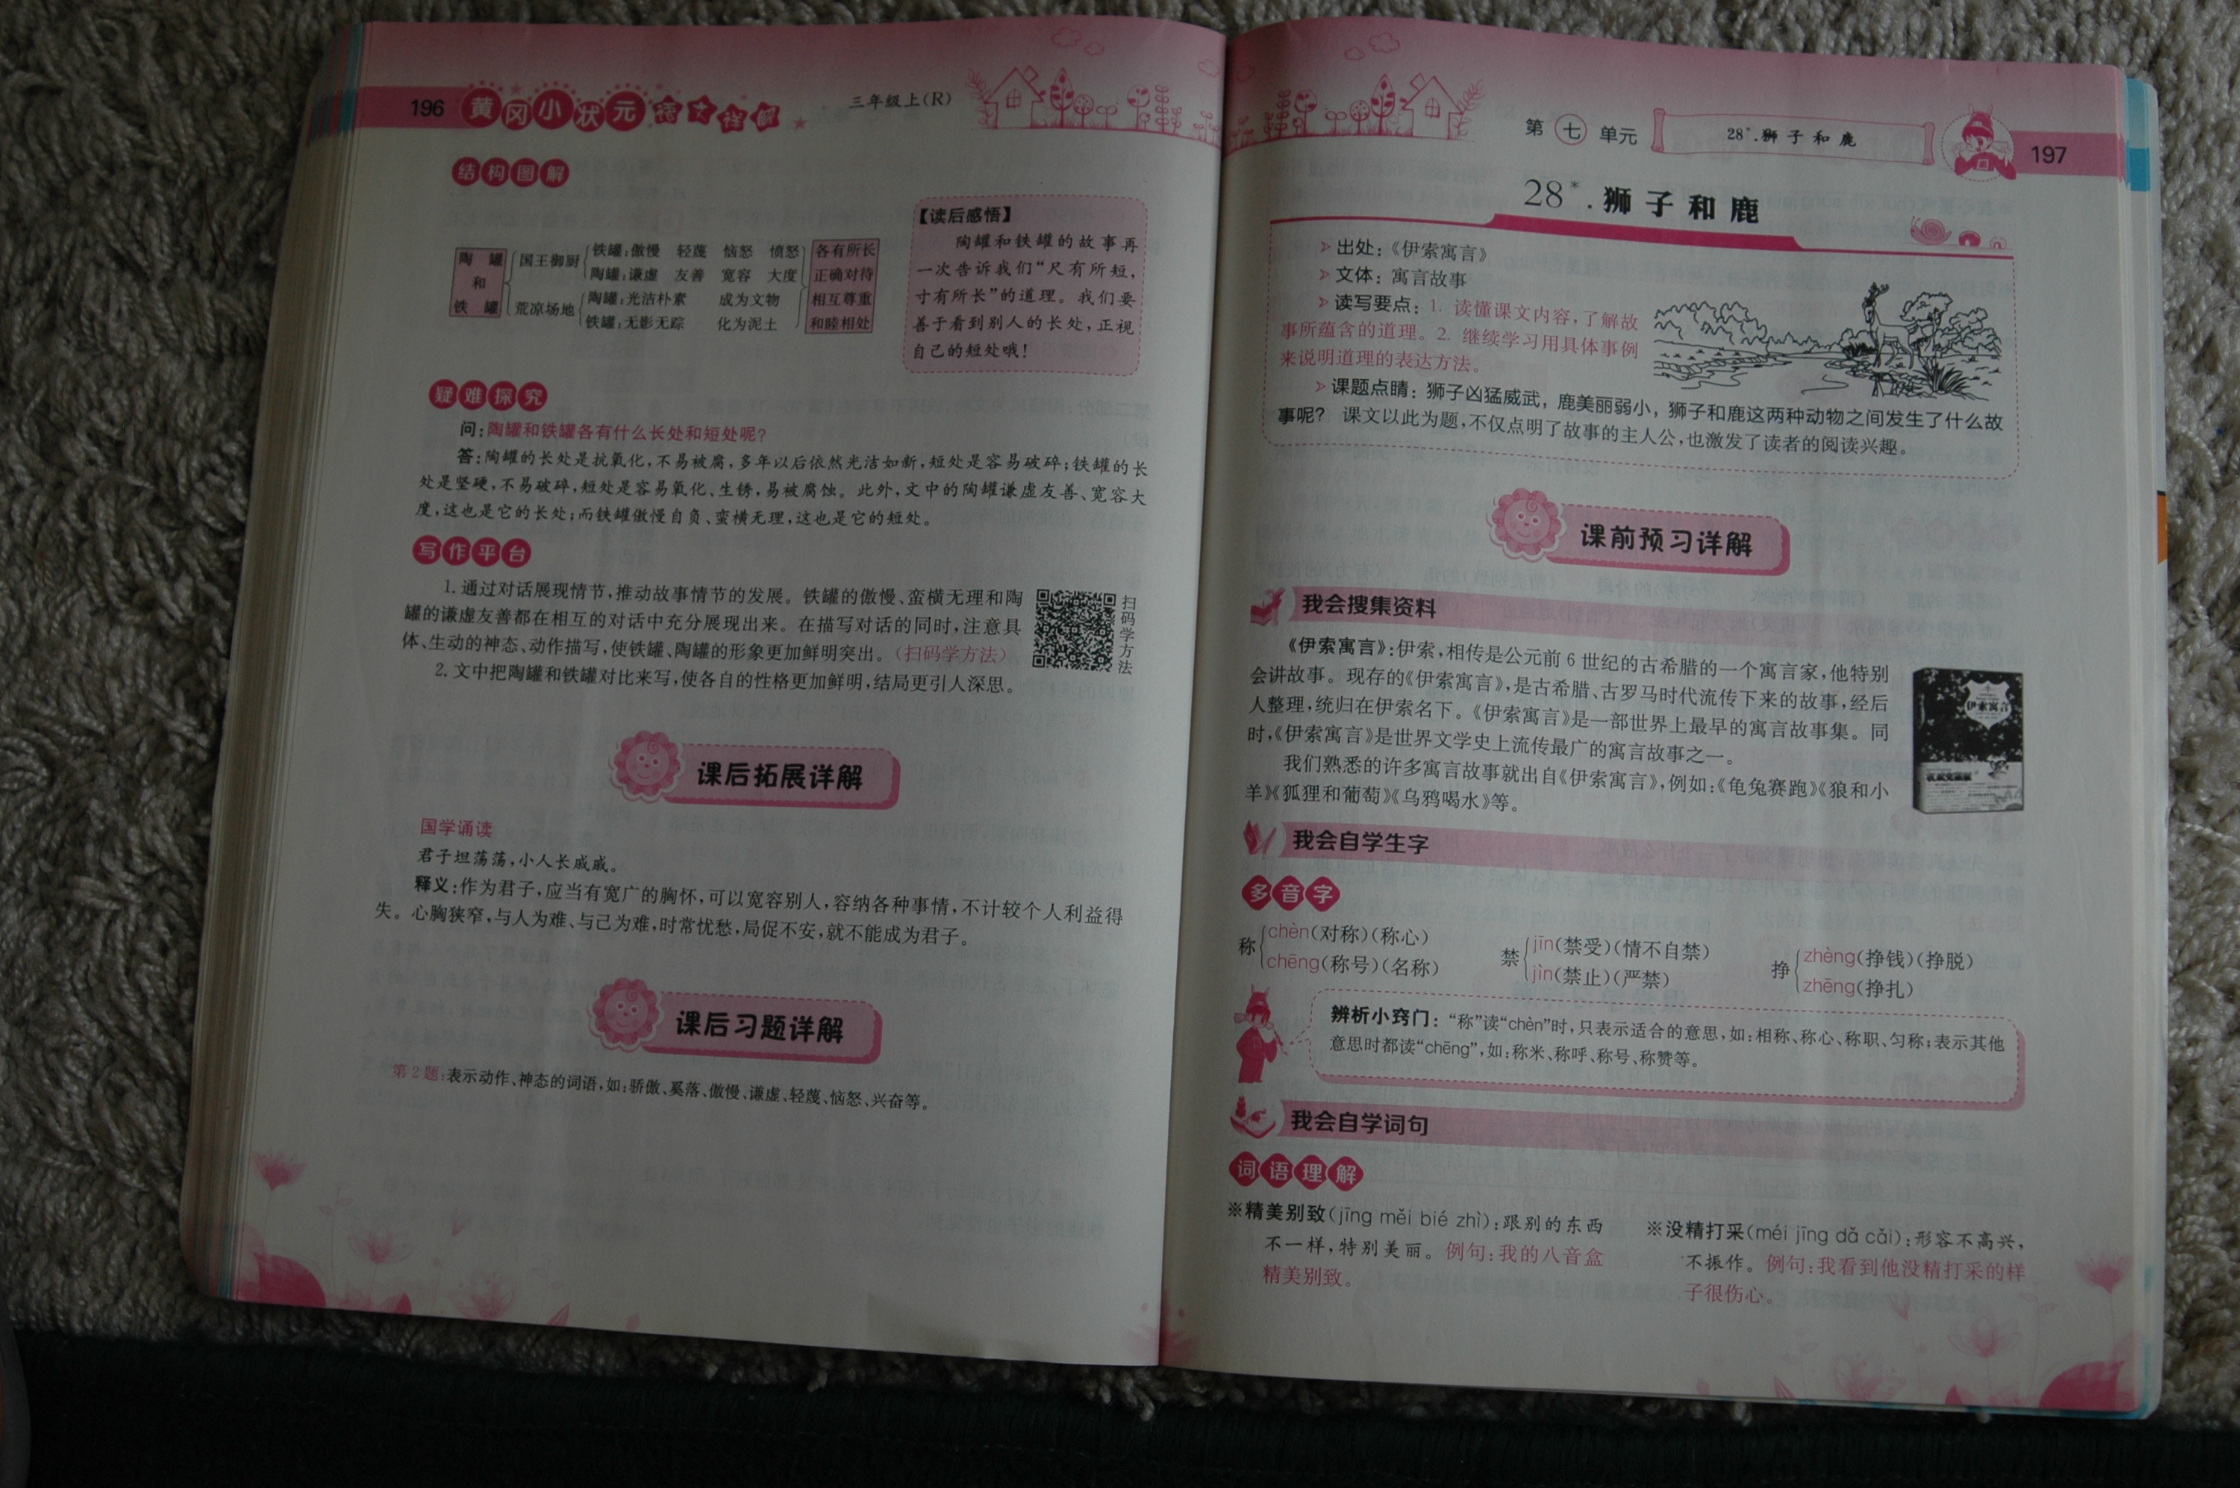 196 黄冈小状元 课文详解 三年级上(R)
结构图解
陶罐和铁罐
国王御厨
铁罐:傲慢 轻蔑 恼怒 愤怒
陶罐:谦虚 友善 宽容 大度
荒凉场地
陶罐:光洁朴素 成为文物
铁罐:无影无踪 化为泥土
各有所长
正确对待
相互尊重
和睦相处
【读后感悟】
陶罐和铁罐的故事再
一次告诉我们“尺有所短,
寸有所长”的道理。我们要
善于看到别人的长处,正视
自己的短处哦!
疑难探究
问:陶罐和铁罐各有什么长处和短处呢?
答:陶罐的长处是抗氧化,不易被腐,多年以后依然光洁如新,短处是容易破碎;铁罐的长
处是坚硬,不易破碎,短处是容易氧化、生锈,易被腐蚀。此外,文中的陶罐谦虚友善、宽容大
度,这也是它的长处;而铁罐傲慢自负、蛮横无理,这也是它的短处。
写作平台
1. 通过对话展现情节,推动故事情节的发展。铁罐的傲慢、蛮横无理和陶
罐的谦虚友善都在相互的对话中充分展现出来。在描写对话的同时,注意具
体、生动的神态、动作描写,使铁罐、陶罐的形象更加鲜明突出。(扫码学方法)
2. 文中把陶罐和铁罐对比来写,使各自的性格更加鲜明,结局更引人深思。
扫码学方法
课后拓展详解
国学诵读
君子坦荡荡,小人长戚戚。
释义:作为君子,应当有宽广的胸怀,可以宽容别人,容纳各种事情,不计较个人利益得
失。心胸狭窄,与人为难、与己为难,时常忧愁,局促不安,就不能成为君子。
课后习题详解
第2题:表示动作、神态的词语,如:骄傲、奚落、傲慢、谦虚、轻蔑、恼怒、兴奋等。
第七单元 28*.狮子和鹿 197
28*.狮子和鹿
➢ 出处:《伊索寓言》
➢ 文体:寓言故事
➢ 读写要点:1. 读懂课文内容,了解故
事所蕴含的道理。2. 继续学习用具体事例
来说明道理的表达方法。
➢ 课题点睛:狮子凶猛威武,鹿美丽弱小,狮子和鹿这两种动物之间发生了什么故
事呢?课文以此为题,不仅点明了故事的主人公,也激发了读者的阅读兴趣。
课前预习详解
我会搜集资料
《伊索寓言》:伊索,相传是公元前6世纪的古希腊的一个寓言家,他特别
会讲故事。现存的《伊索寓言》,是古希腊、古罗马时代流传下来的故事,经后
人整理,统归在伊索名下。《伊索寓言》是一部世界上最早的寓言故事集。同
时,《伊索寓言》是世界文学史上流传最广的寓言故事之一。
我们熟悉的许多寓言故事就出自《伊索寓言》,例如:《龟兔赛跑》《狼和小
羊》《狐狸和葡萄》《乌鸦喝水》等。
伊索寓言
我会自学生字
多音字
称 chèn(对称)(称心)
chēng(称号)(名称)
禁 jīn(禁受)(情不自禁)
jìn(禁止)(严禁)
挣 zhèng(挣钱)(挣脱)
zhēng(挣扎)
辨析小窍门:“称”读“chèn”时,只表示适合的意思,如:相称、称心、称职、匀称;表示其他
意思时都读“chēng”,如:称米、称呼、称号、称赞等。
我会自学词句
词语理解
※精美别致(jīng měi bié zhì):跟别的东西
不一样,特别美丽。例句:我的八音盒
精美别致。
※没精打采(méi jīng dǎ cǎi):形容不高兴,
不振作。例句:我看到他没精打采的样
子很伤心。